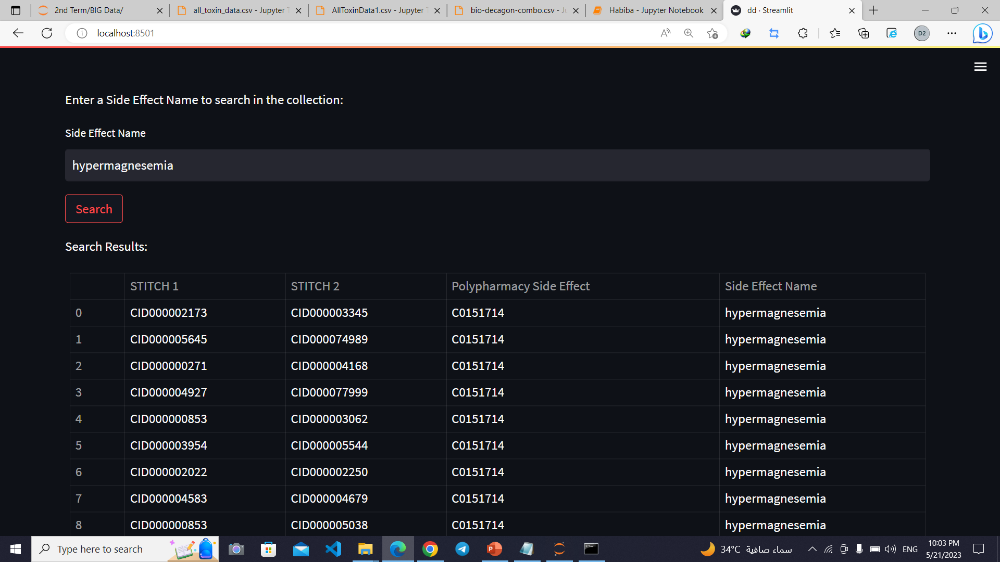 2nd Term/BIG Data/
all_toxin_data.csv - Jupyter T
AllToxinData1.csv - Jupyter T
bio-decagon-combo.csv - Ju
Habiba - Jupyter Notebook
dd · Streamlit
localhost:8501
D2
Enter a Side Effect Name to search in the collection:
Side Effect Name
hypermagnesemia
Search
Search Results:
STITCH 1 STITCH 2 Polypharmacy Side Effect Side Effect Name
0 CID000002173 CID000003345 C0151714 hypermagnesemia
1 CID000005645 CID000074989 C0151714 hypermagnesemia
2 CID000000271 CID000004168 C0151714 hypermagnesemia
3 CID000004927 CID000077999 C0151714 hypermagnesemia
4 CID000000853 CID000003062 C0151714 hypermagnesemia
5 CID000003954 CID000005544 C0151714 hypermagnesemia
6 CID000002022 CID000002250 C0151714 hypermagnesemia
7 CID000004583 CID000004679 C0151714 hypermagnesemia
8 CID000000853 CID000005038 C0151714 hypermagnesemia
Type here to search
34°C سماء صافية
ENG
10:03 PM
5/21/2023